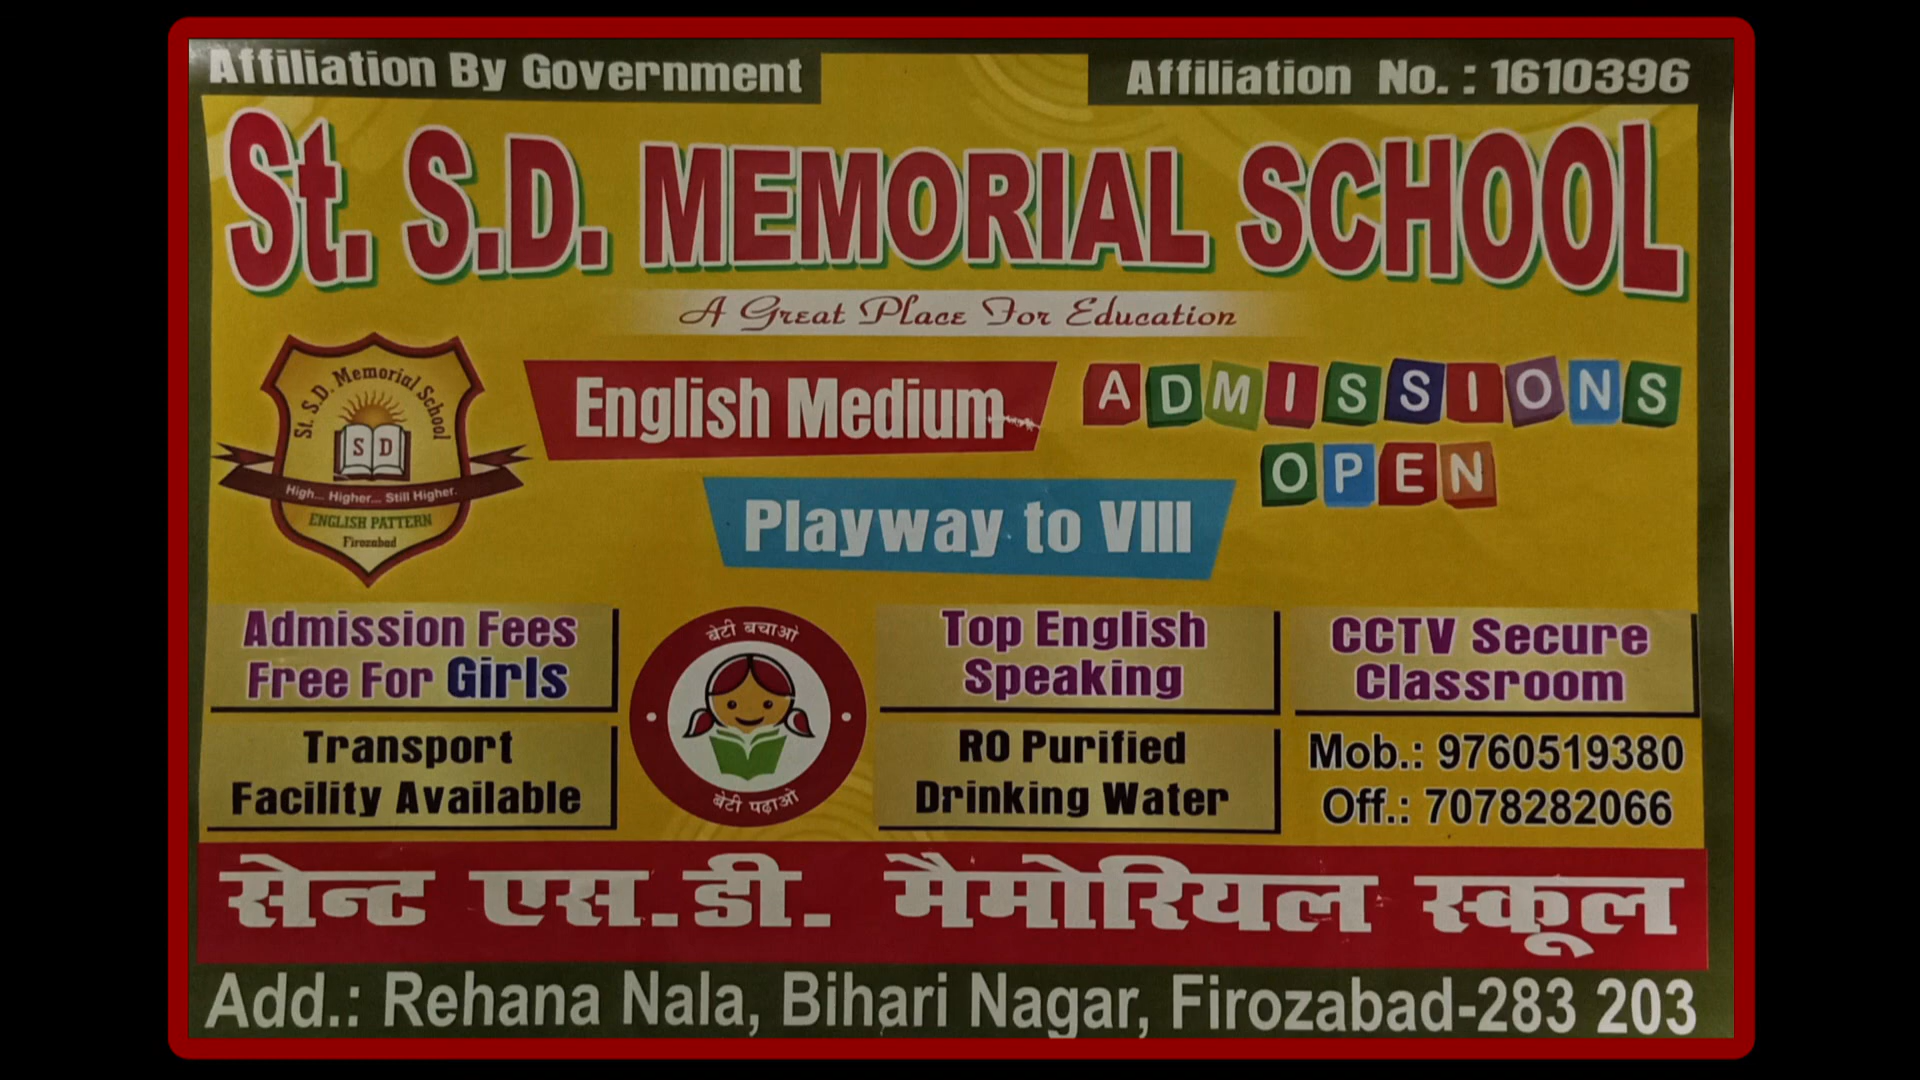 Affiliation By Government
Affiliation No. : 1610396
St. S.D. MEMORIAL SCHOOL
A Great Place For Education
St. S.D. Memorial School
S D
High... Higher... Still Higher.
ENGLISH PATTERN
Firozabad
English Medium
ADMISSIONS
OPEN
Playway to VIII
Admission Fees
Free For Girls
Transport
Facility Available
बेटी बचाओ
बेटी पढ़ाओ
Top English
Speaking
RO Purified
Drinking Water
CCTV Secure
Classroom
Mob.: 9760519380
Off.: 7078282066
सेन्ट एस.डी. मैमोरियल स्कूल
Add.: Rehana Nala, Bihari Nagar, Firozabad-283 203